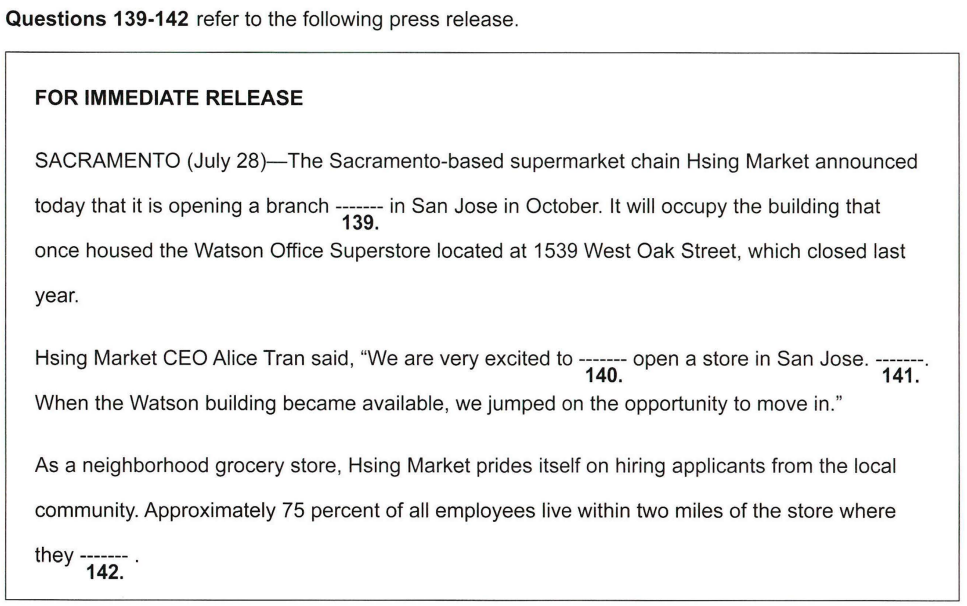 Questions 139-142 refer to the following press release.
FOR IMMEDIATE RELEASE
SACRAMENTO (July 28)—The Sacramento-based supermarket chain Hsing Market announced
today that it is opening a branch ------- in San Jose in October. It will occupy the building that
139.
once housed the Watson Office Superstore located at 1539 West Oak Street, which closed last
year.
Hsing Market CEO Alice Tran said, “We are very excited to ------- open a store in San Jose. -------.
140. 141.
When the Watson building became available, we jumped on the opportunity to move in.”
As a neighborhood grocery store, Hsing Market prides itself on hiring applicants from the local
community. Approximately 75 percent of all employees live within two miles of the store where
they ------- .
142.